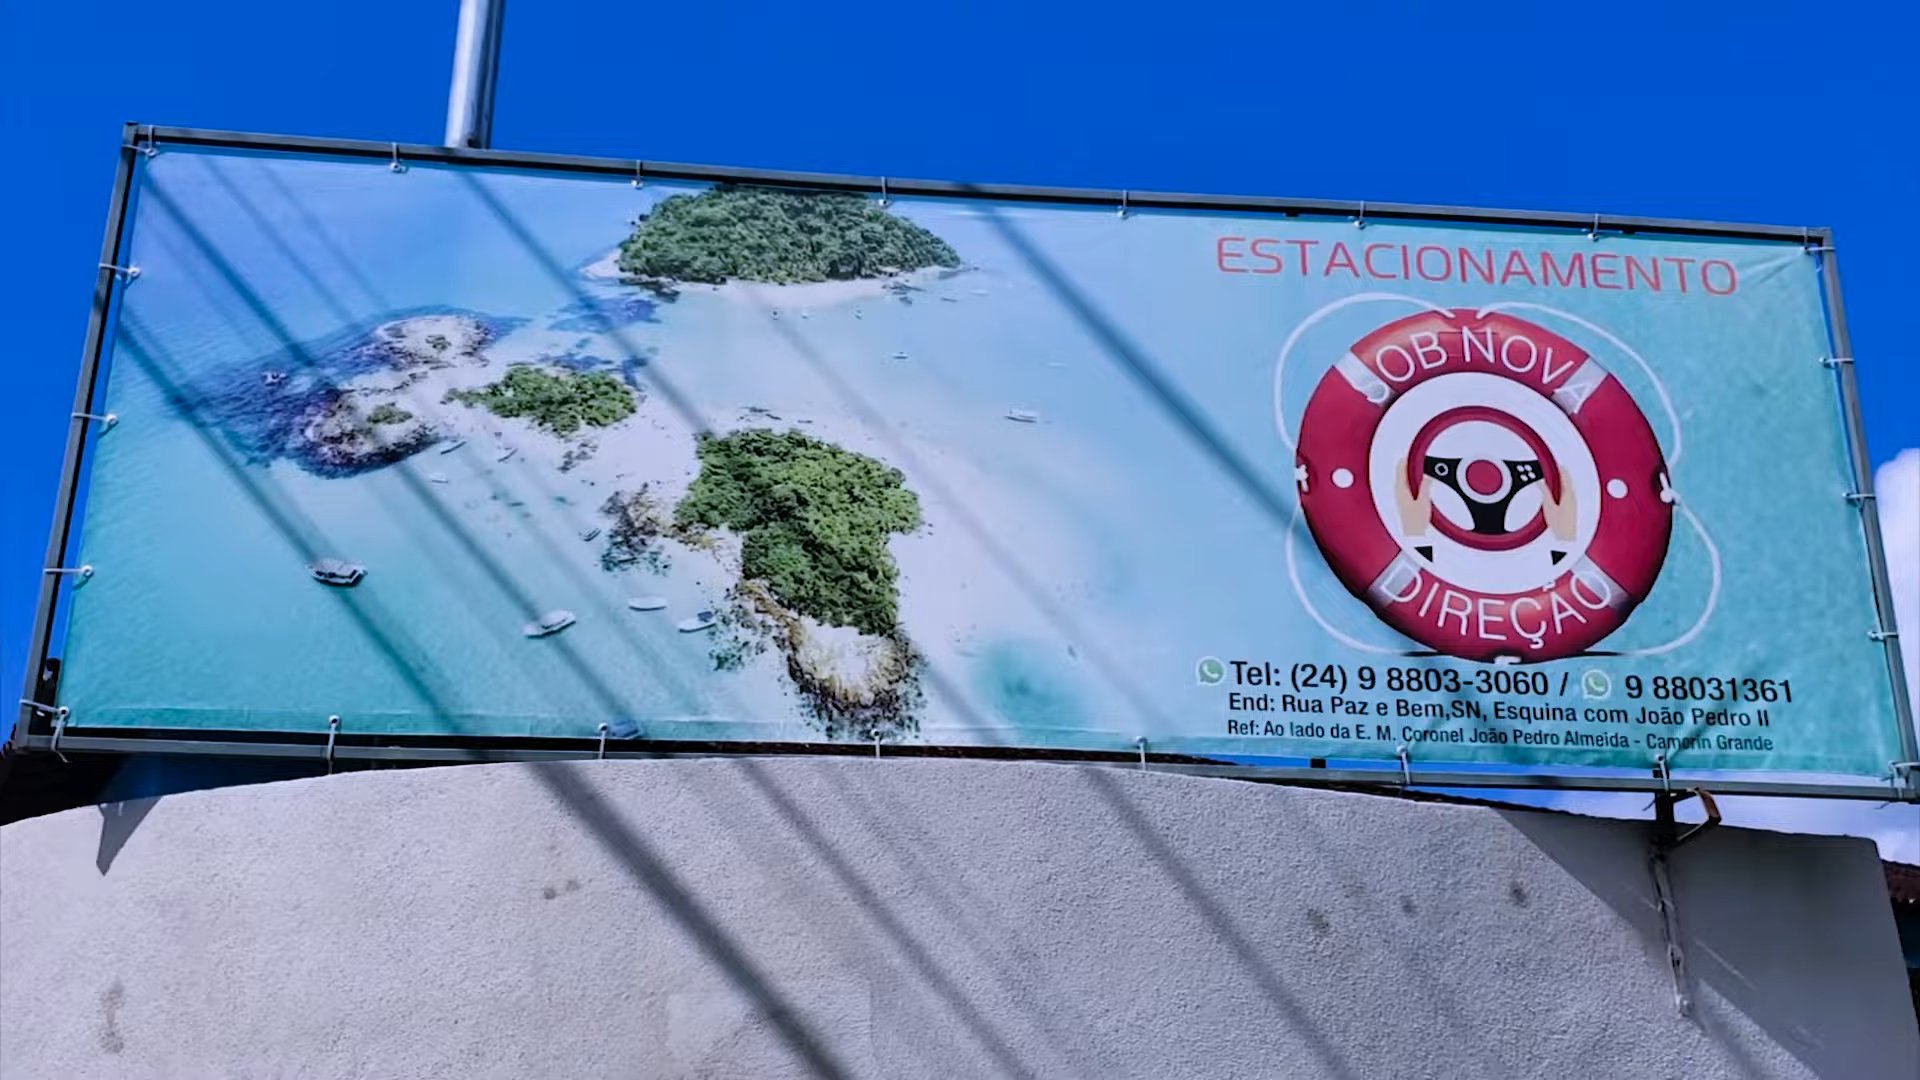 ESTACIONAMENTO
SOB NOVA
DIREÇÃO
Tel: (24) 9 8803-3060 / 9 88031361
End: Rua Paz e Bem,SN, Esquina com João Pedro II
Ref: Ao lado da E. M. Coronel João Pedro Almeida - Camorin Grande